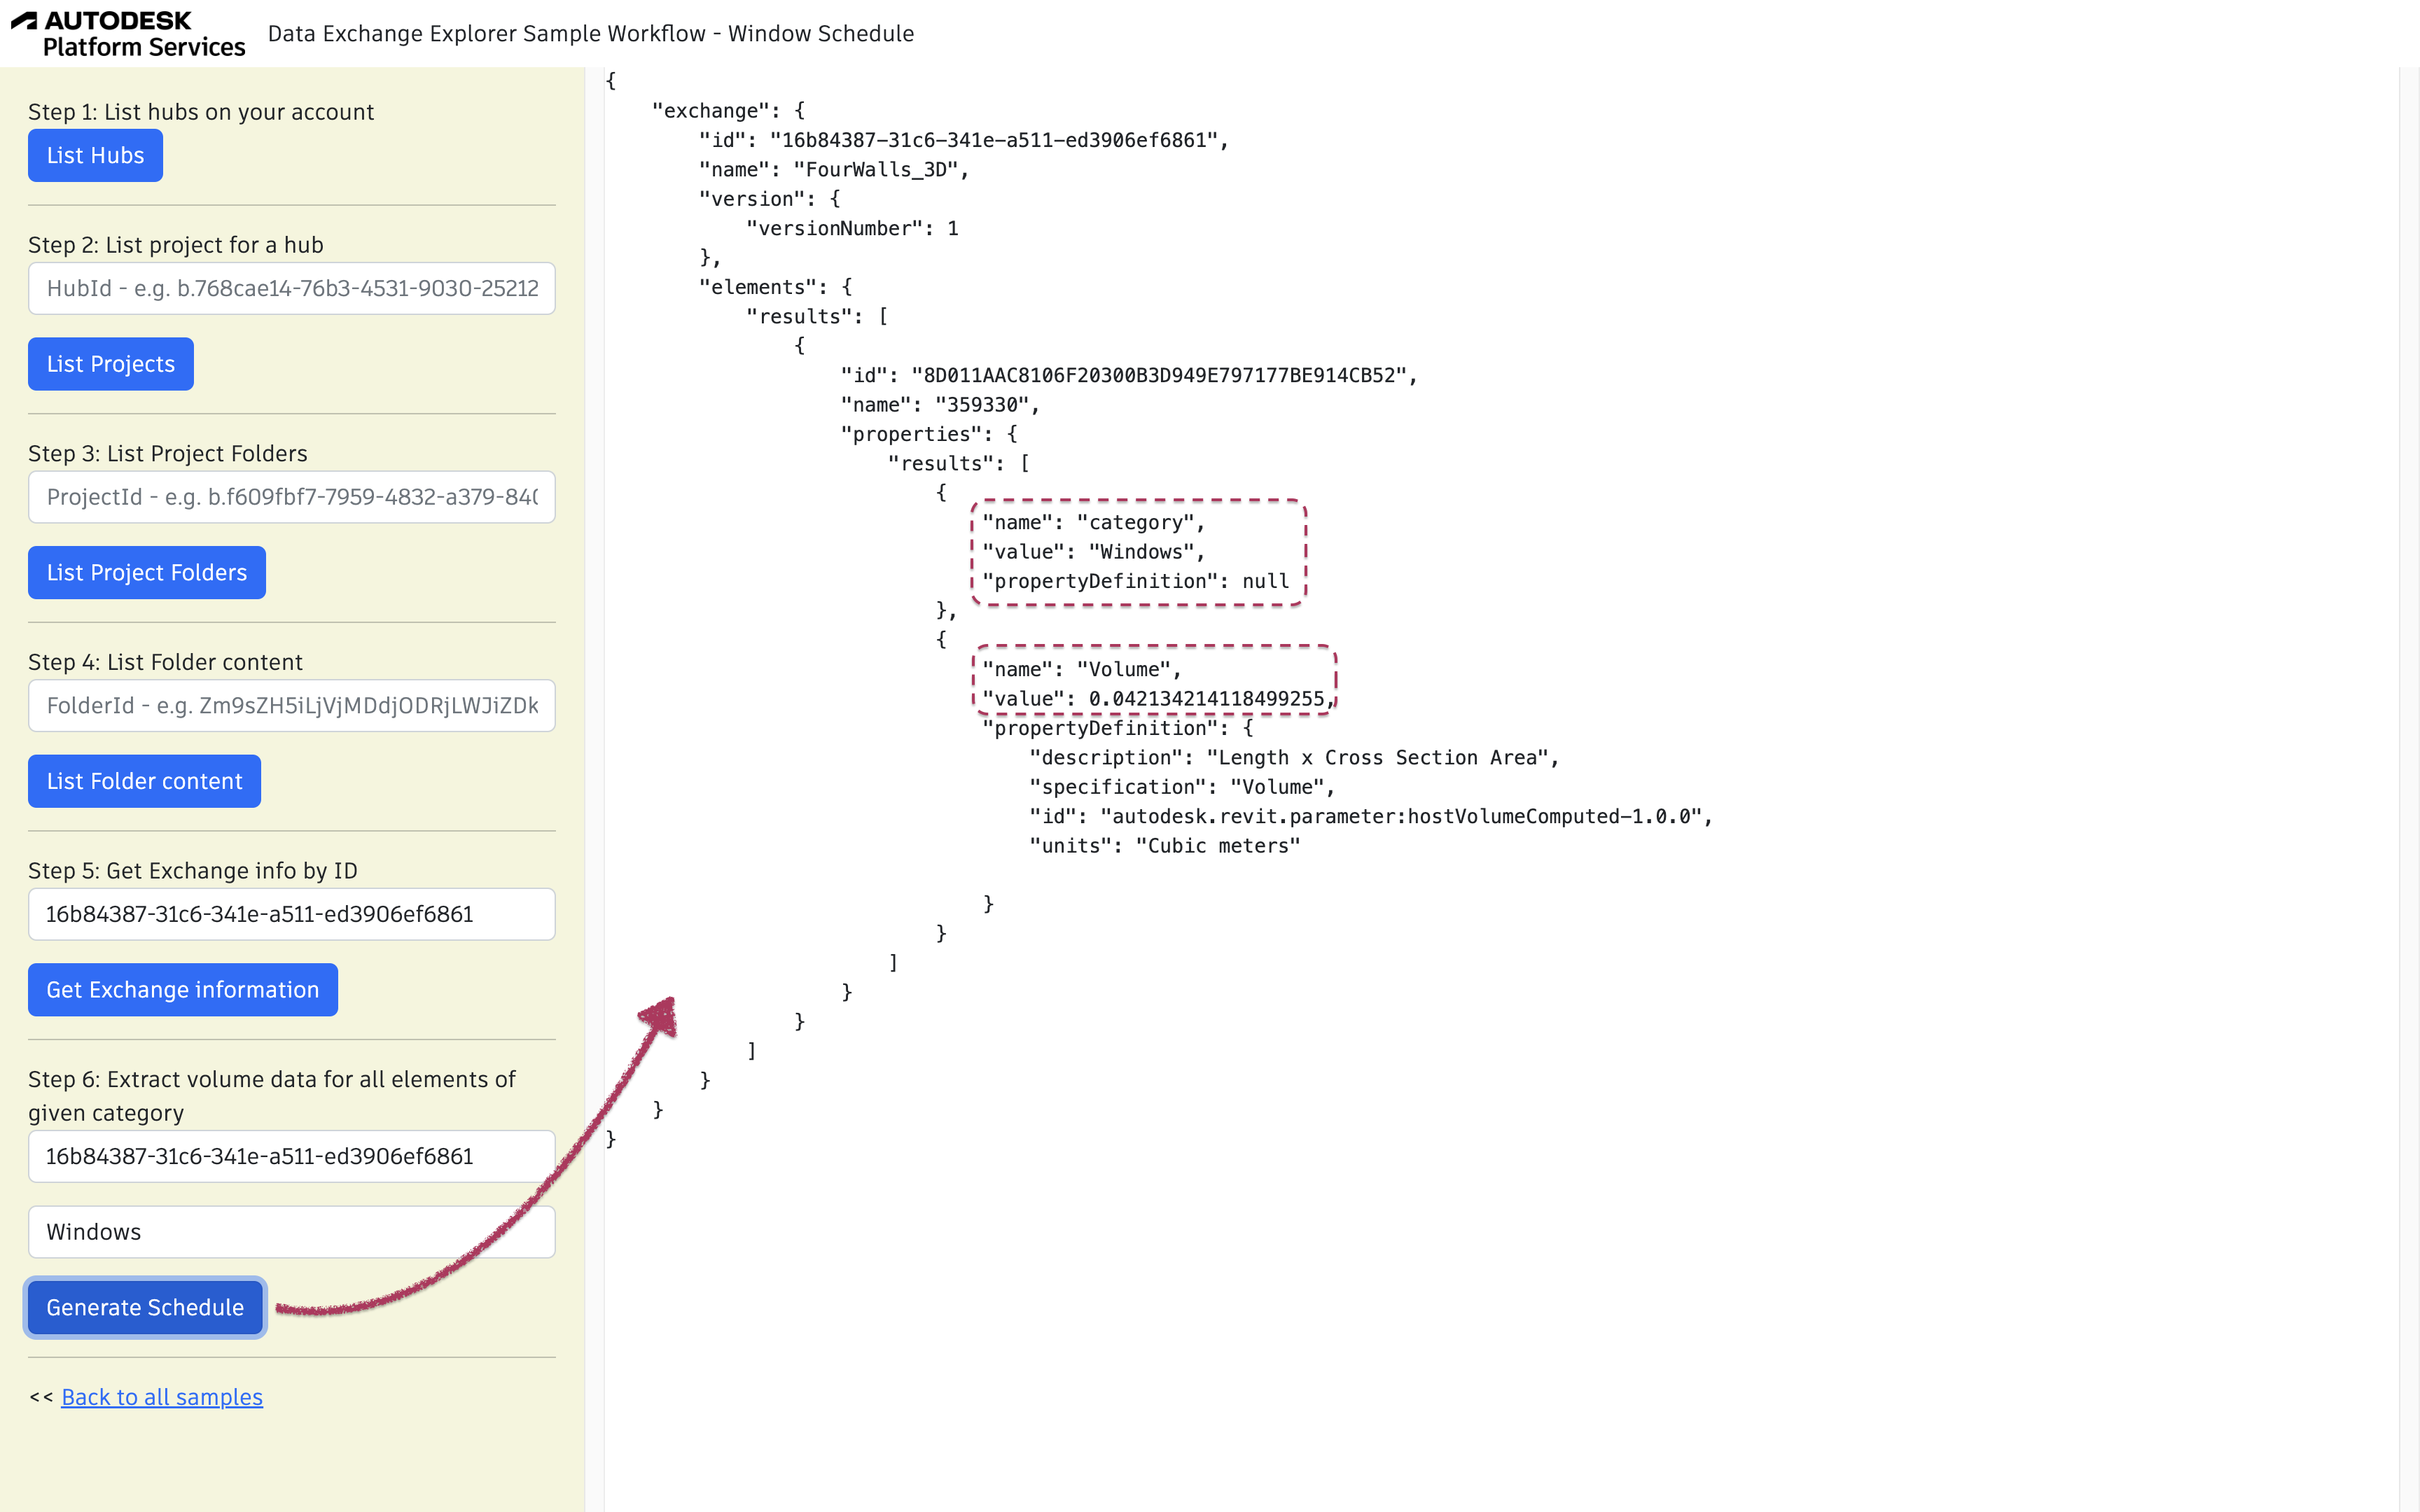 AUTODESK
Platform Services
Data Exchange Explorer Sample Workflow - Window Schedule
Step 1: List hubs on your account
List Hubs
Step 2: List project for a hub
HubId - e.g. b.768cae14-76b3-4531-9030-25212
List Projects
Step 3: List Project Folders
ProjectId - e.g. b.f609fbf7-7959-4832-a379-84
List Project Folders
Step 4: List Folder content
FolderId - e.g. Zm9sZH5iLjVjMDdjODRjLWJiZDk
List Folder content
Step 5: Get Exchange info by ID
16b84387-31c6-341e-a511-ed3906ef6861
Get Exchange information
Step 6: Extract volume data for all elements of
given category
16b84387-31c6-341e-a511-ed3906ef6861
Windows
Generate Schedule
<< Back to all samples
{
"exchange": {
"id": "16b84387-31c6-341e-a511-ed3906ef6861",
"name": "FourWalls_3D",
"version": {
"versionNumber": 1
},
"elements": {
"results": [
{
"id": "8D011AAC8106F20300B3D949E797177BE914CB52",
"name": "359330",
"properties": {
"results": [
{
"name": "category",
"value": "Windows",
"propertyDefinition": null
},
{
"name": "Volume",
"value": 0.042134214118499255,
"propertyDefinition": {
"description": "Length x Cross Section Area",
"specification": "Volume",
"id": "autodesk.revit.parameter:hostVolumeComputed-1.0.0",
"units": "Cubic meters"
}
}
]
}
}
]
}
}
}